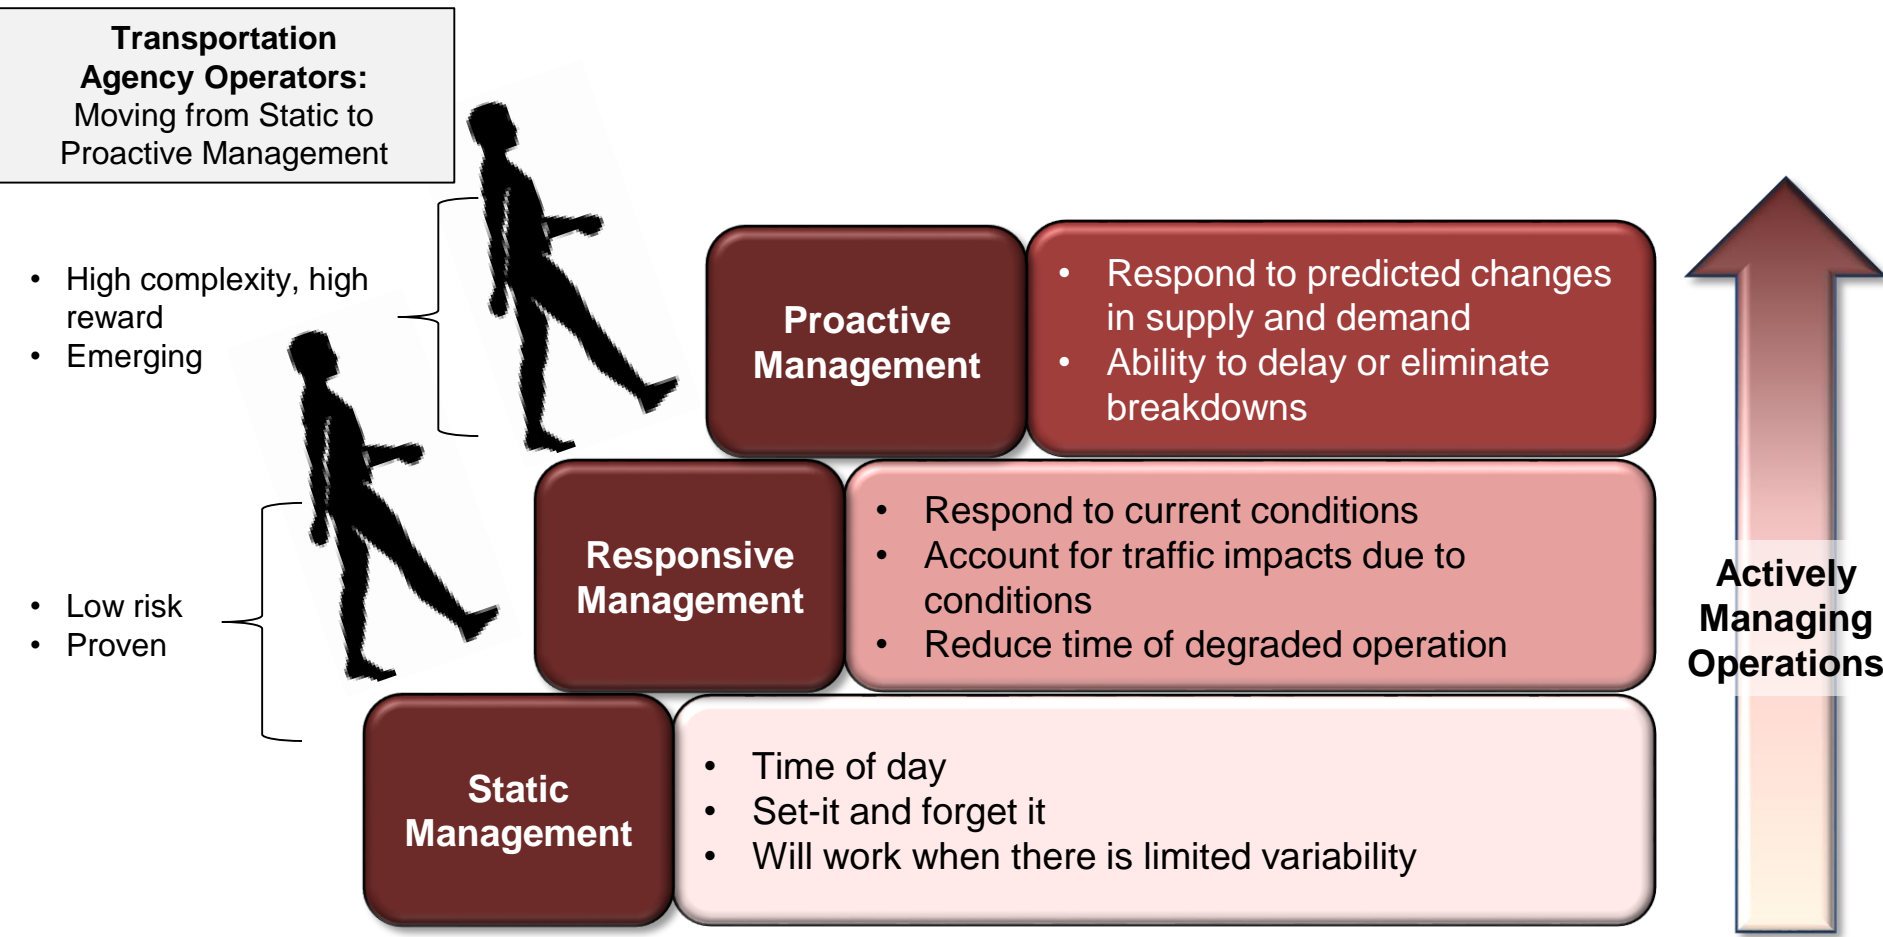 Transportation
Agency Operators:
Moving from Static to
Proactive Management
• High complexity, high
reward
• Emerging
• Low risk
• Proven
Proactive
Management
• Respond to predicted changes
in supply and demand
• Ability to delay or eliminate
breakdowns
Responsive
Management
• Respond to current conditions
• Account for traffic impacts due to
conditions
• Reduce time of degraded operation
Static
Management
• Time of day
• Set-it and forget it
• Will work when there is limited variability
Actively
Managing
Operations